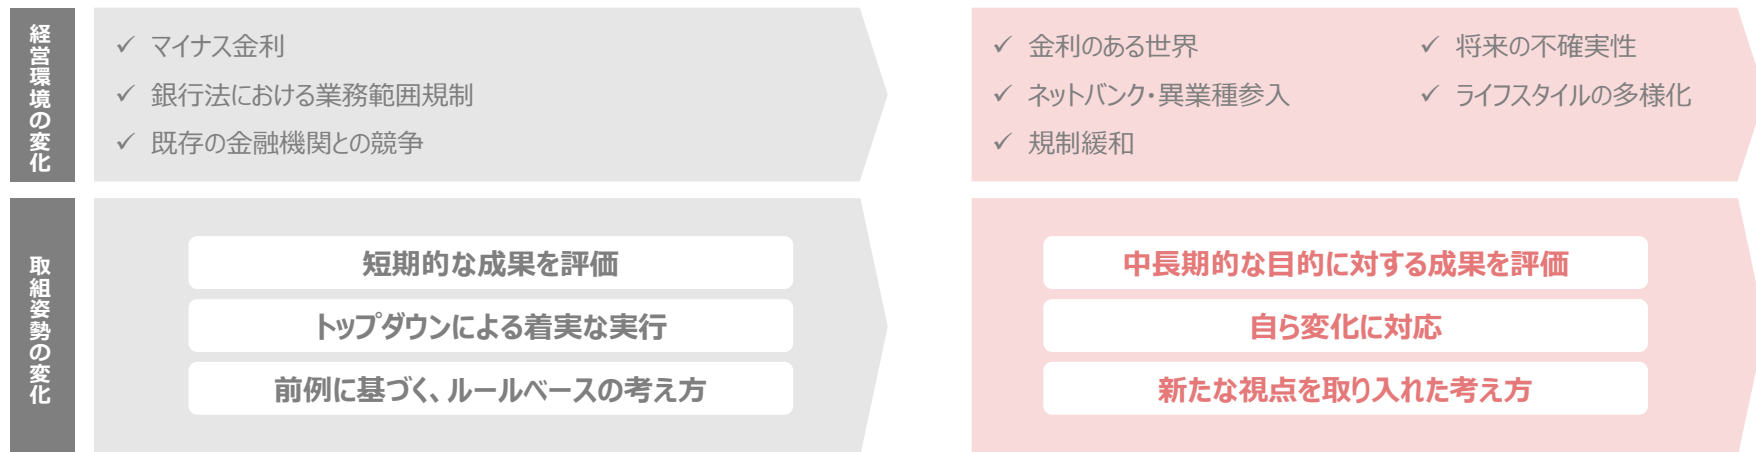 経営環境の変化
マイナス金利
銀行法における業務範囲規制
既存の金融機関との競争
金利のある世界
ネットバンク・異業種参入
規制緩和
将来の不確実性
ライフスタイルの多様化
取組姿勢の変化
短期的な成果を評価
トップダウンによる着実な実行
前例に基づく、ルールベースの考え方
中長期的な目的に対する成果を評価
自ら変化に対応
新たな視点を取り入れた考え方